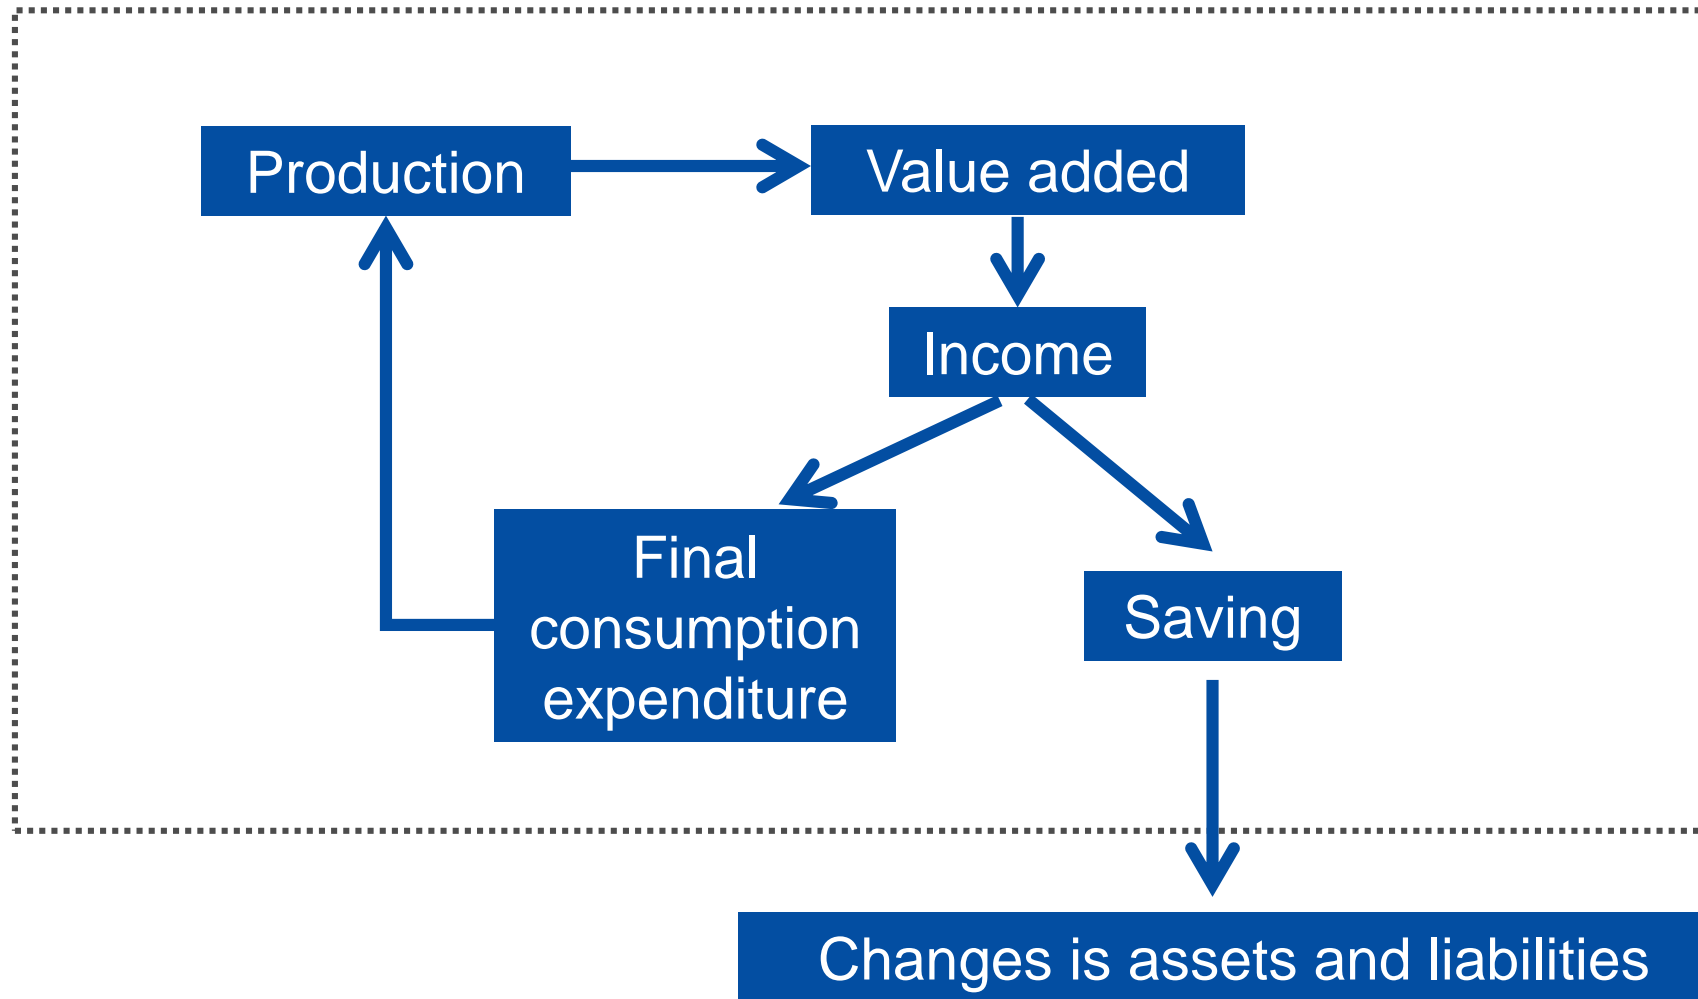 Production
Value added
Income
Final
consumption
expenditure
Saving
Changes is assets and liabilities